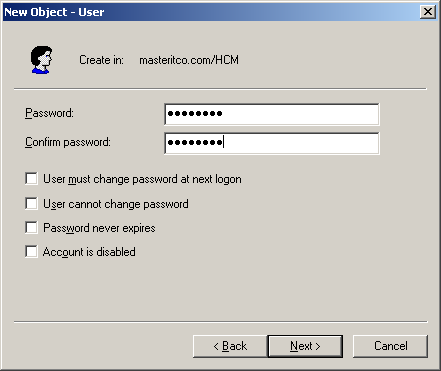 New Object - User
Create in: masteritco.com/HCM
Password: ●●●●●●●●
Confirm password: ●●●●●●●●
User must change password at next logon
User cannot change password
Password never expires
Account is disabled
< Back Next > Cancel